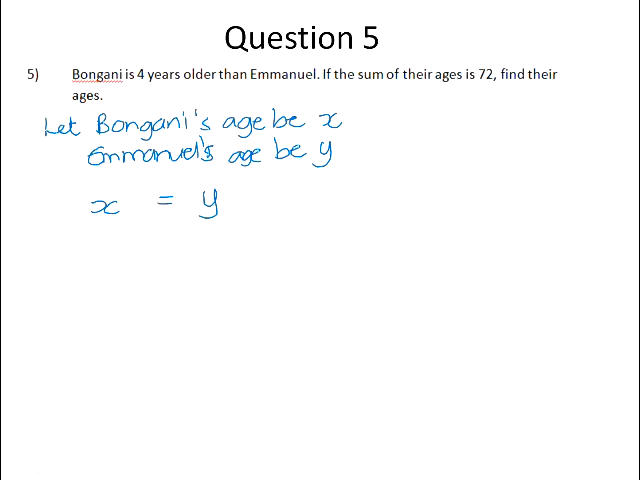 Question 5
5) Bongani is 4 years older than Emmanuel. If the sum of their ages is 72, find their
ages.
Let Bongani's age be x
Emmanuel's age be y
x = y